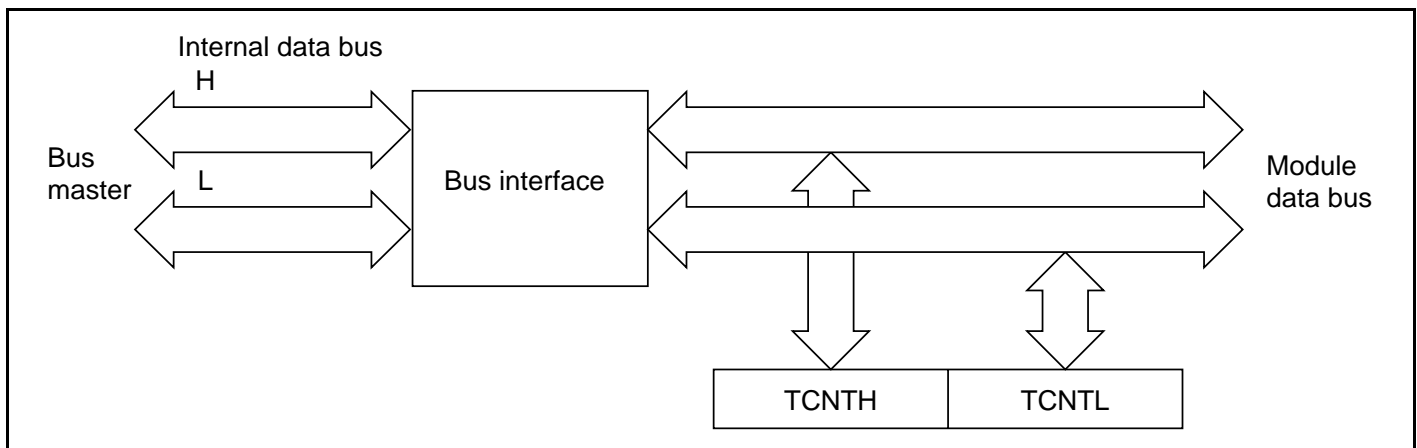 Internal data bus
H
Bus
master
L
Bus interface
Module
data bus
TCNTH
TCNTL